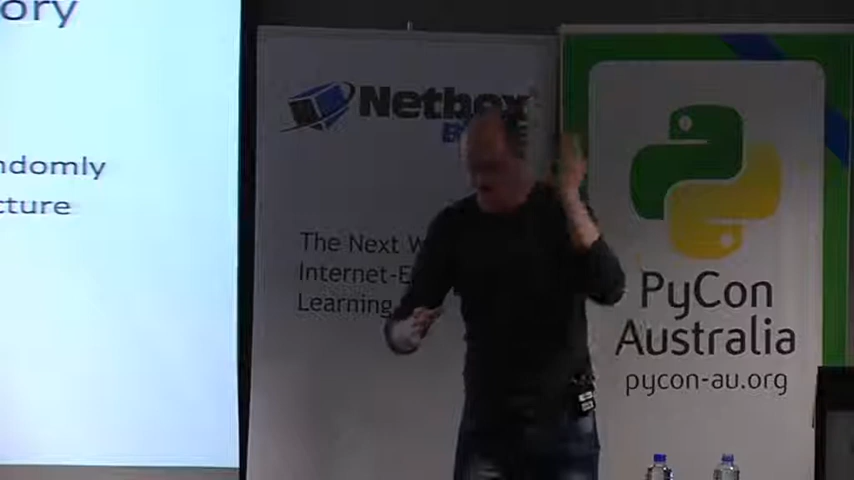 ory
ndomly,
cture
Netbox
The Next W
Internet-E
Learning
PyCon
Australia
pycon-au.org